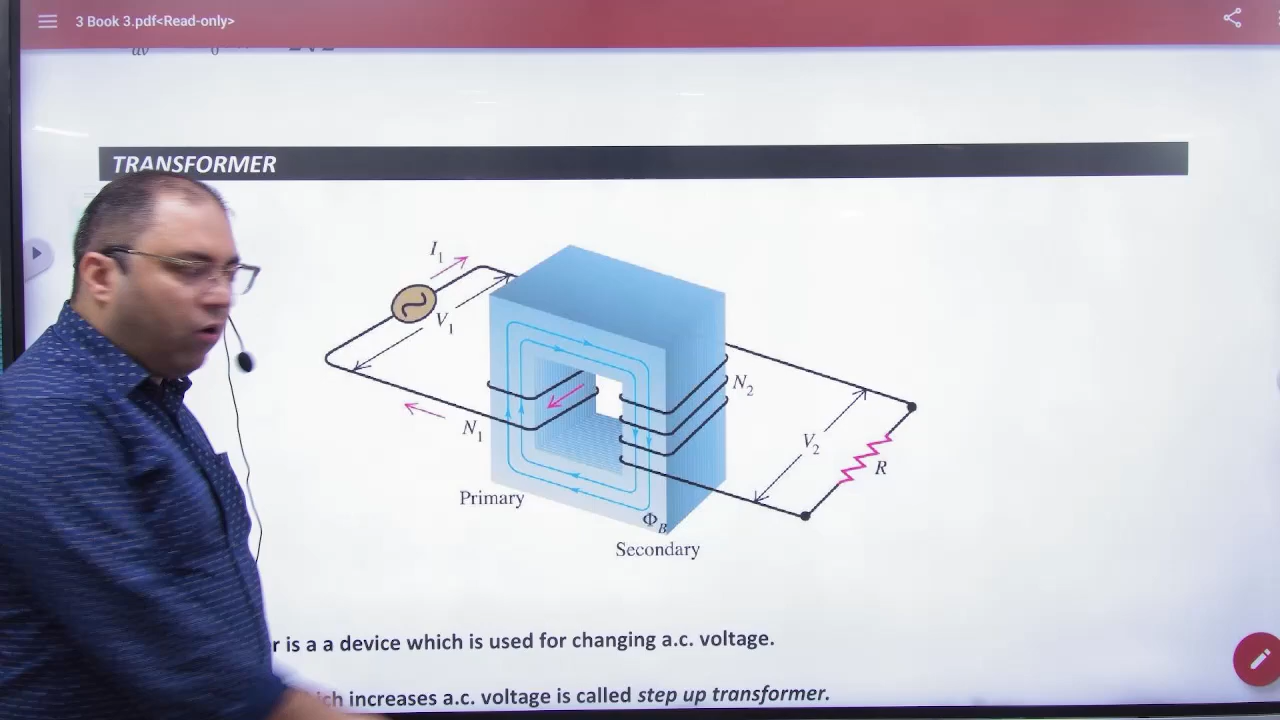 3 Book 3.pdf<Read-only>
TRANSFORMER
I1
V1
N1
N2
V2
R
Primary
ΦB
Secondary
r is a a device which is used for changing a.c. voltage.
ich increases a.c. voltage is called step up transformer.